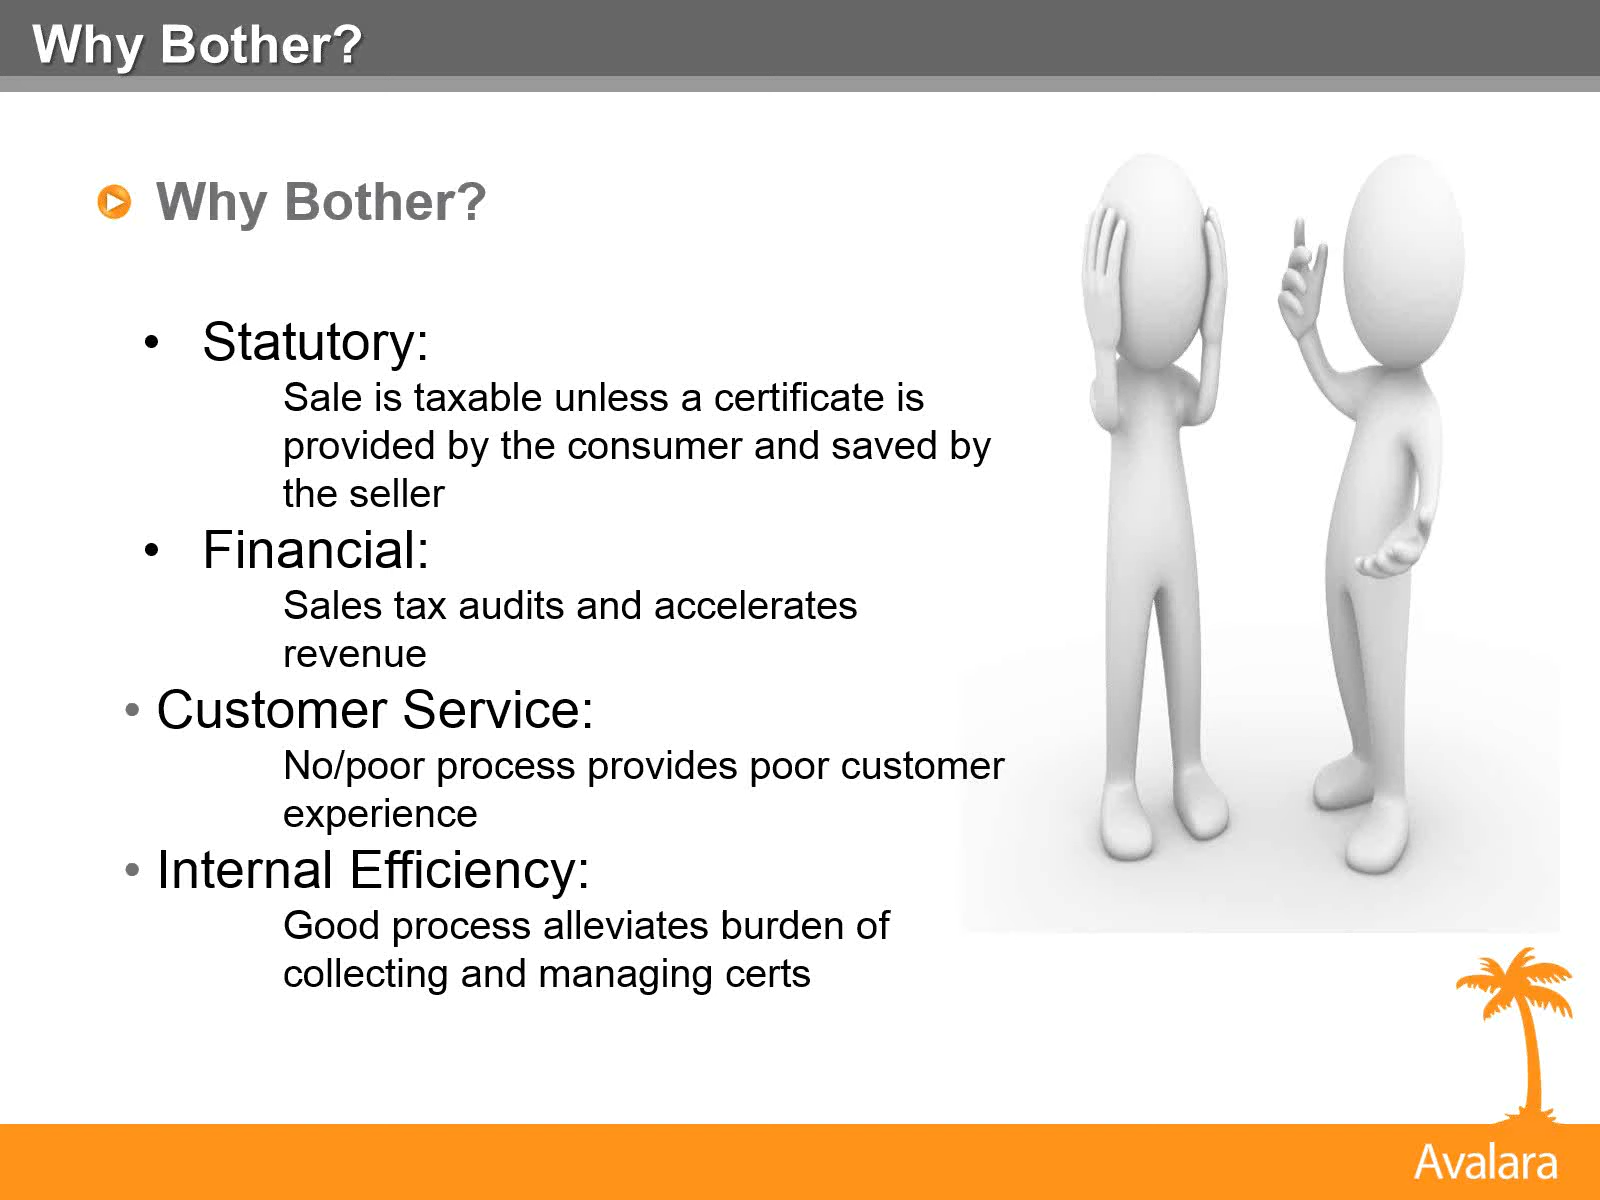 Why Bother?
Why Bother?
• Statutory:
Sale is taxable unless a certificate is
provided by the consumer and saved by
the seller
• Financial:
Sales tax audits and accelerates
revenue
• Customer Service:
No/poor process provides poor customer
experience
• Internal Efficiency:
Good process alleviates burden of
collecting and managing certs
Avalara